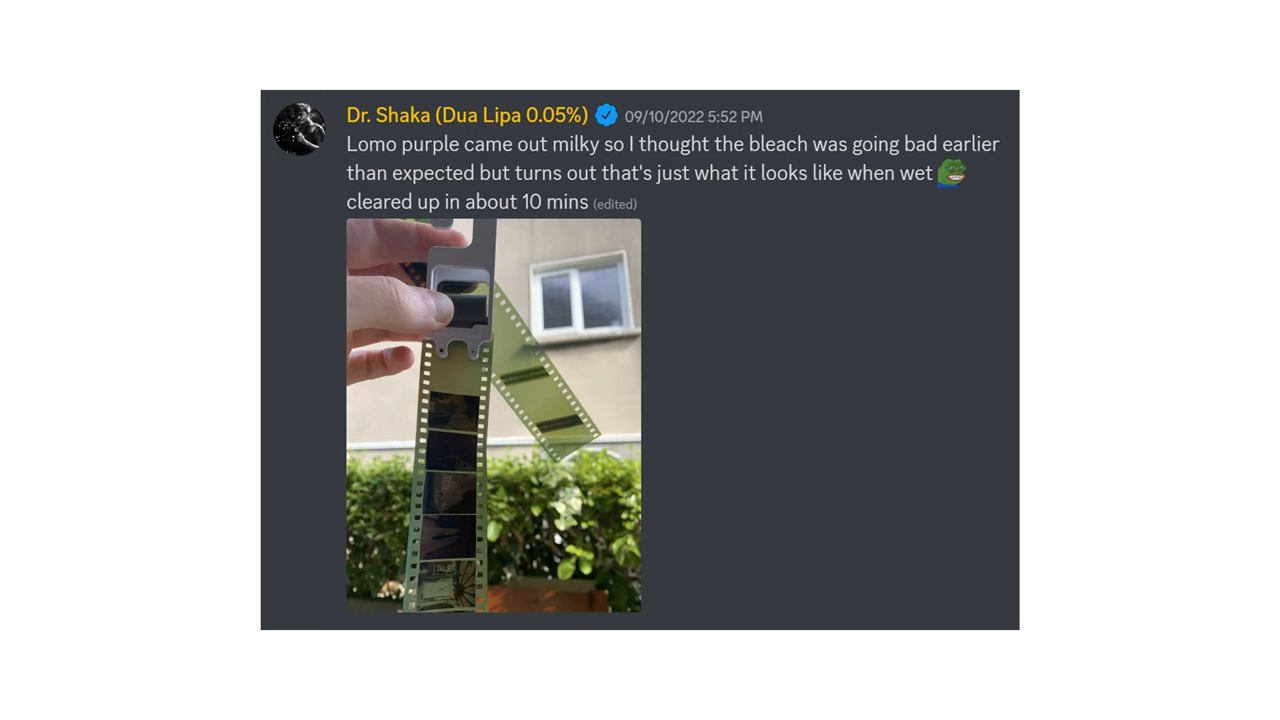 Dr. Shaka (Dua Lipa 0.05%) 09/10/2022 5:52 PM
Lomo purple came out milky so I thought the bleach was going bad earlier
than expected but turns out that's just what it looks like when wet
cleared up in about 10 mins (edited)